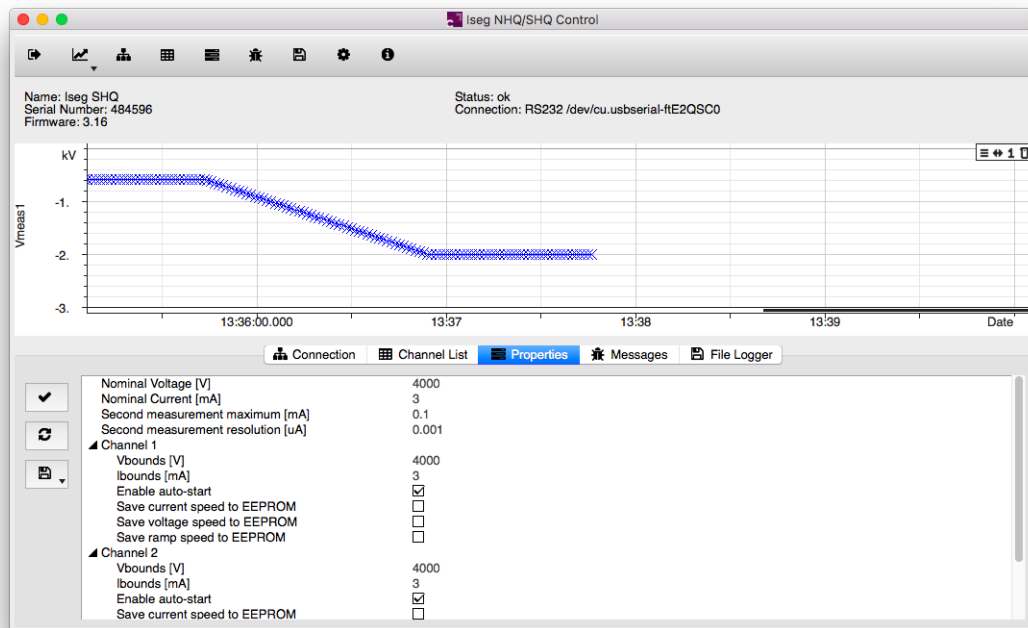 Iseg NHQ/SHQ Control
Name: Iseg SHQ
Serial Number: 484596
Firmware: 3.16
Status: ok
Connection: RS232 /dev/cu.usbserial-ftE2QSC0
kV
1
-1.
-2.
-3.
Vmeas1
13:36:00.000 13:37 13:38 13:39 Date
Connection Channel List Properties Messages File Logger
Nominal Voltage [V] 4000
Nominal Current [mA] 3
Second measurement maximum [mA] 0.1
Second measurement resolution [uA] 0.001
Channel 1
Vbounds [V] 4000
Ibounds [mA] 3
Enable auto-start
Save current speed to EEPROM
Save voltage speed to EEPROM
Save ramp speed to EEPROM
Channel 2
Vbounds [V] 4000
Ibounds [mA] 3
Enable auto-start
Save current speed to EEPROM